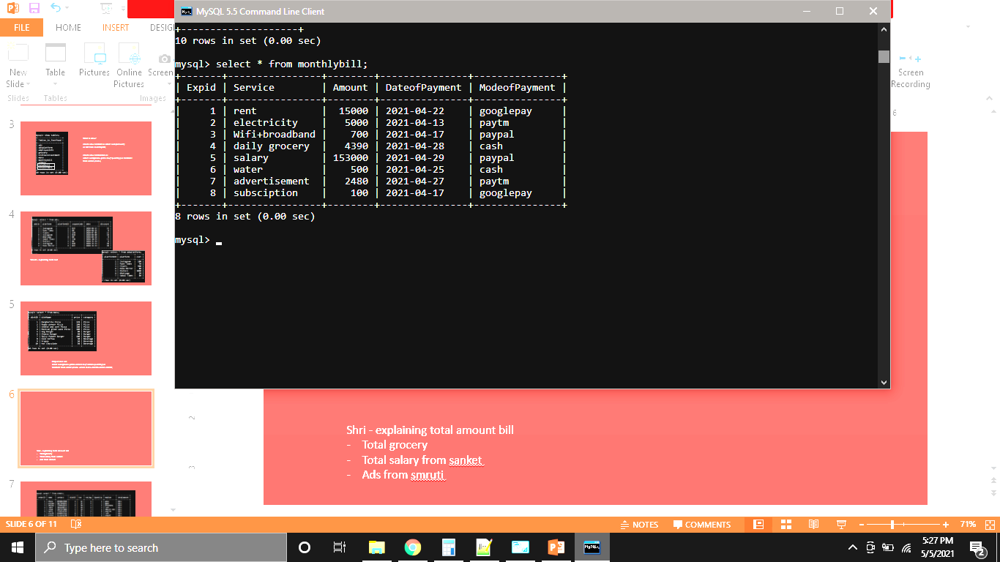 MySQL 5.5 Command Line Client
FILE HOME INSERT DESIG
New Slide
Table
Pictures
Online Pictures
Screen
Slides Tables Images
Screen Recording
+--------------------+
10 rows in set (0.00 sec)
mysql> select * from monthlybill;
+-------+----------------+--------+---------------+---------------+
| Expid | Service | Amount | DateofPayment | ModeofPayment |
+-------+----------------+--------+---------------+---------------+
| 1 | rent | 15000 | 2021-04-22 | googlepay |
| 2 | electricity | 5000 | 2021-04-13 | paytm |
| 3 | Wifi+broadband | 700 | 2021-04-17 | paypal |
| 4 | daily grocery | 4390 | 2021-04-28 | cash |
| 5 | salary | 153000 | 2021-04-29 | paypal |
| 6 | water | 500 | 2021-04-25 | cash |
| 7 | advertisement | 2480 | 2021-04-27 | paytm |
| 8 | subsciption | 100 | 2021-04-17 | googlepay |
+-------+----------------+--------+---------------+---------------+
8 rows in set (0.00 sec)
mysql>
3
4
5
6
7
6
2
3
Shri - explaining total amount bill
- Total grocery
- Total salary from sanket
- Ads from smruti
SLIDE 6 OF 11 NOTES COMMENTS 71%
Type here to search
5:27 PM
5/5/2021
2